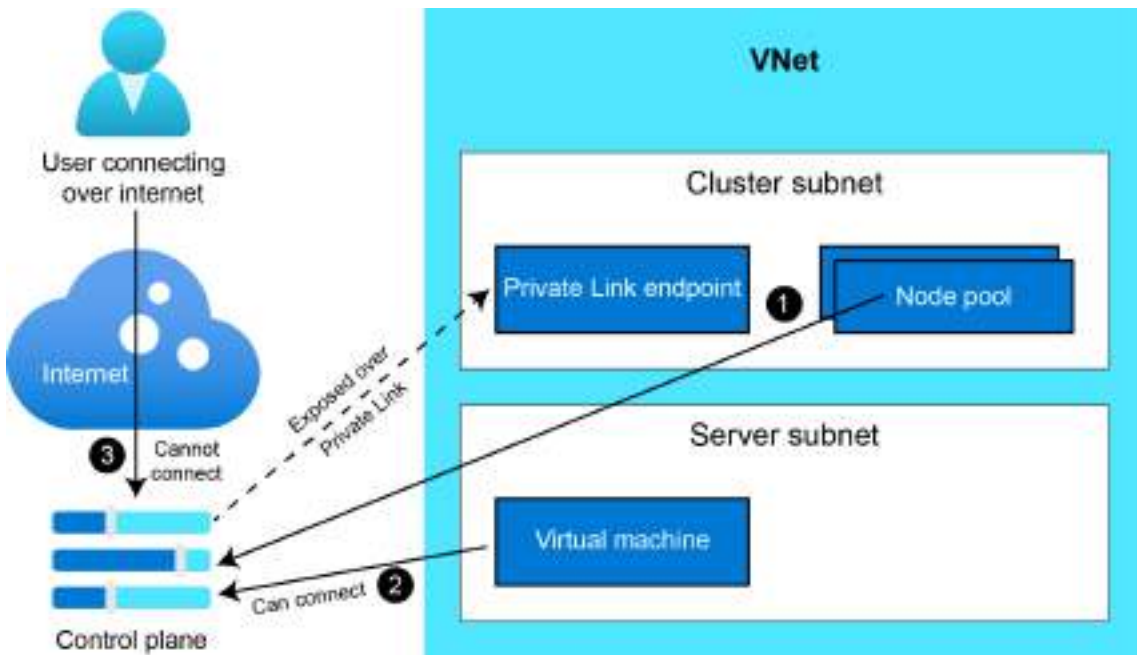 VNet
User connecting
over internet
Cluster subnet
Private Link endpoint
1
Node pool
Internet
Exposed over
Private Link
3
Cannot
connect
Server subnet
Virtual machine
Can connect
2
Control plane